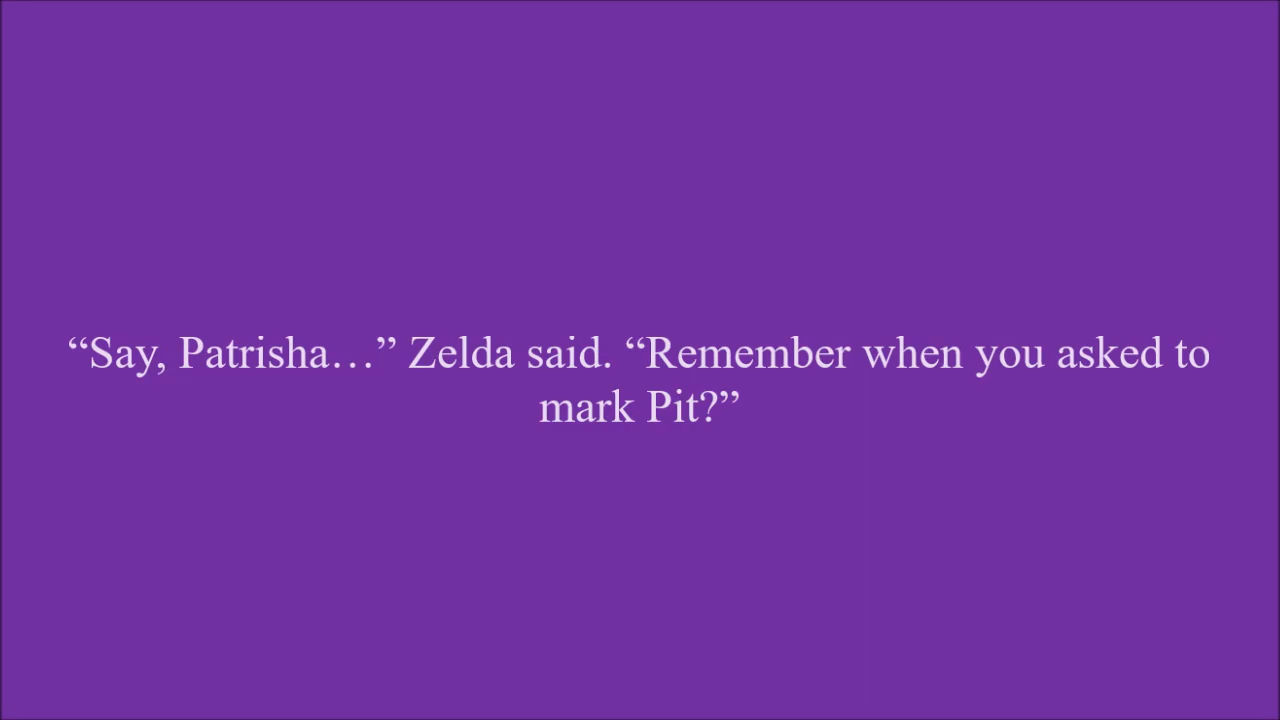 “Say, Patrisha…” Zelda said. “Remember when you asked to
mark Pit?”